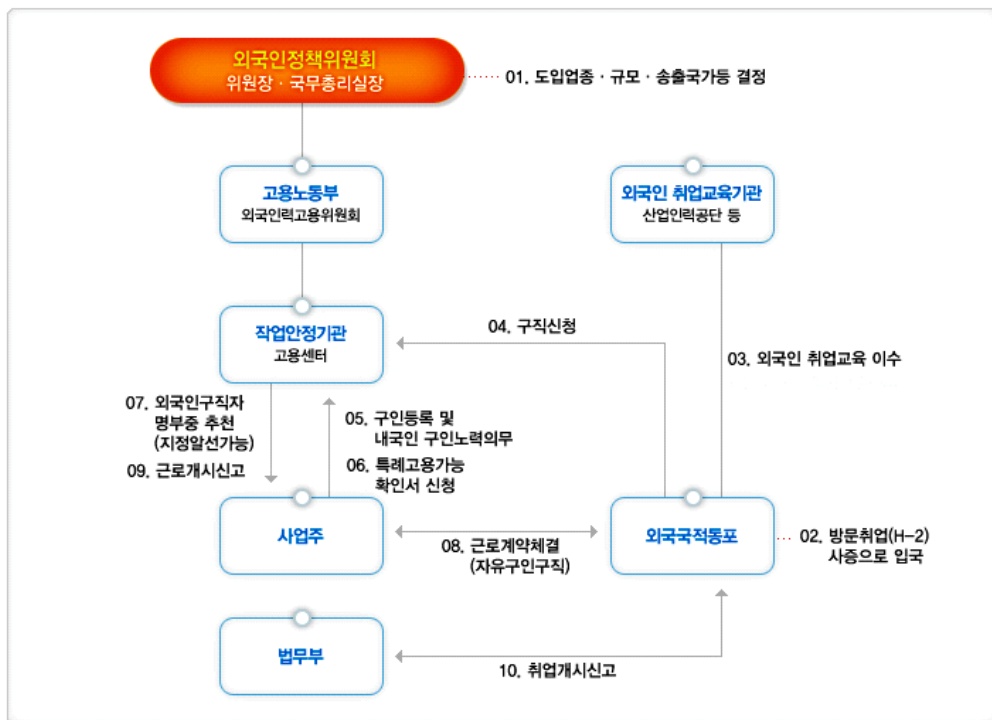 외국인정책위원회
위원장 · 국무총리실장
01. 도입업종 · 규모 · 송출국가등 결정
고용노동부
외국인력고용위원회
외국인 취업교육기관
산업인력공단 등
작업안정기관
고용센터
04. 구직신청
03. 외국인 취업교육 이수
07. 외국인구직자
명부중 추천
(지정알선가능)
09. 근로개시신고
05. 구인등록 및
내국인 구인노력의무
06. 특례고용가능
확인서 신청
사업주
08. 근로계약체결
(자유구인구직)
외국국적동포
02. 방문취업(H-2)
사증으로 입국
법무부
10. 취업개시신고